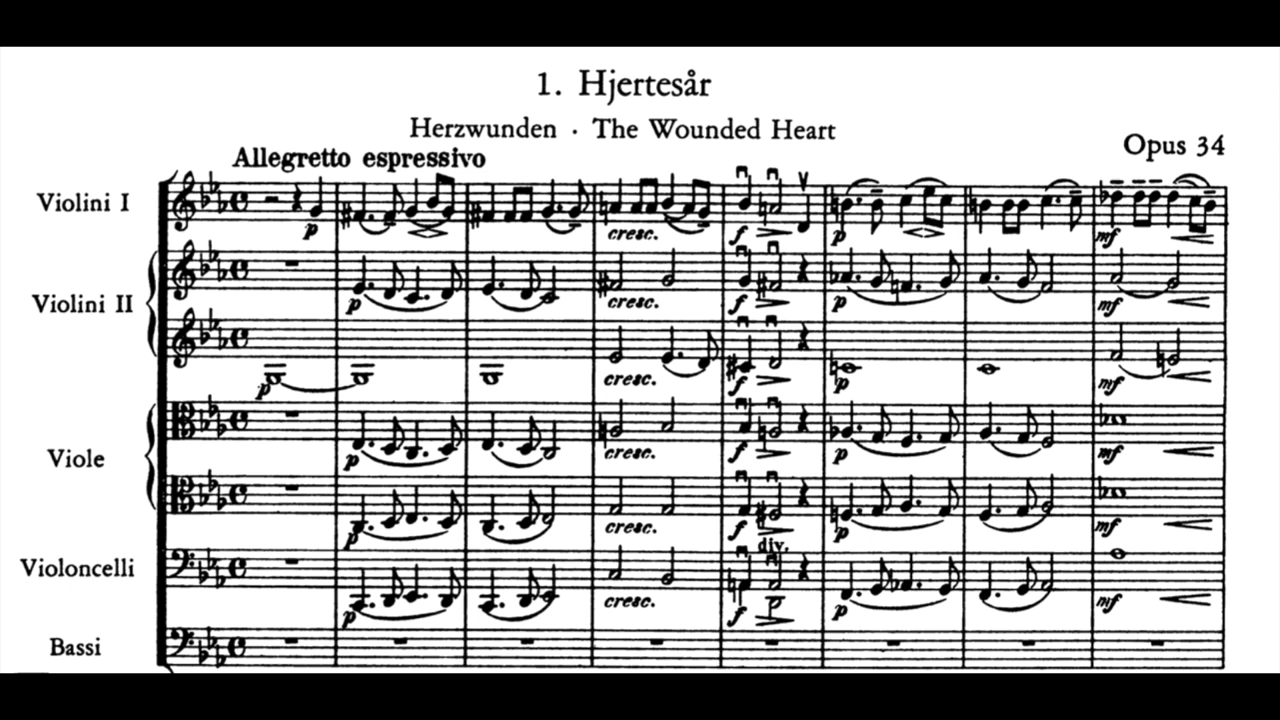 1. Hjertesår
Herzwunden · The Wounded Heart
Opus 34
Allegretto espressivo
Violini I
p cresc. f p mf
Violini II
p cresc. f p mf
p cresc. f p mf
Viole
p cresc. f p mf
p cresc. f p mf
div.
Violoncelli
p cresc. f p mf
Bassi